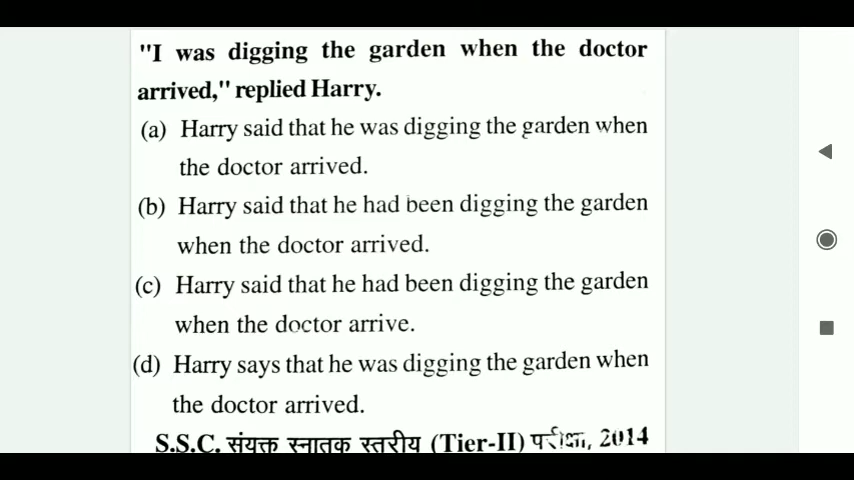 "I was digging the garden when the doctor
arrived," replied Harry.
(a) Harry said that he was digging the garden when
the doctor arrived.
(b) Harry said that he had been digging the garden
when the doctor arrived.
(c) Harry said that he had been digging the garden
when the doctor arrive.
(d) Harry says that he was digging the garden when
the doctor arrived.
S.S.C. संयुक्त स्नातक स्तरीय (Tier-II) परीक्षा, 2014